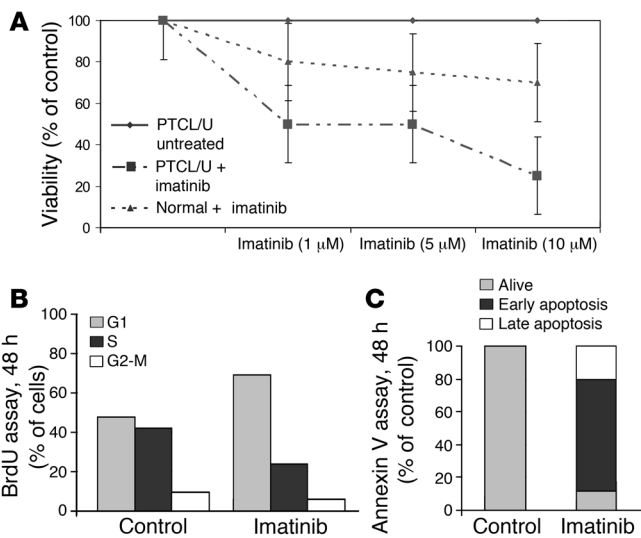 A
Viability (% of control)
100
80
60
40
20
0
PTCL/U
untreated
PTCL/U +
imatinib
Normal + imatinib
Imatinib (1 μM)
Imatinib (5 μM)
Imatinib (10 μM)
B
BrdU assay, 48 h
(% of cells)
100
80
60
40
20
0
G1
S
G2-M
Control
Imatinib
C
Alive
Early apoptosis
Late apoptosis
Annexin V assay, 48 h
(% of control)
100
80
60
40
20
0
Control
Imatinib